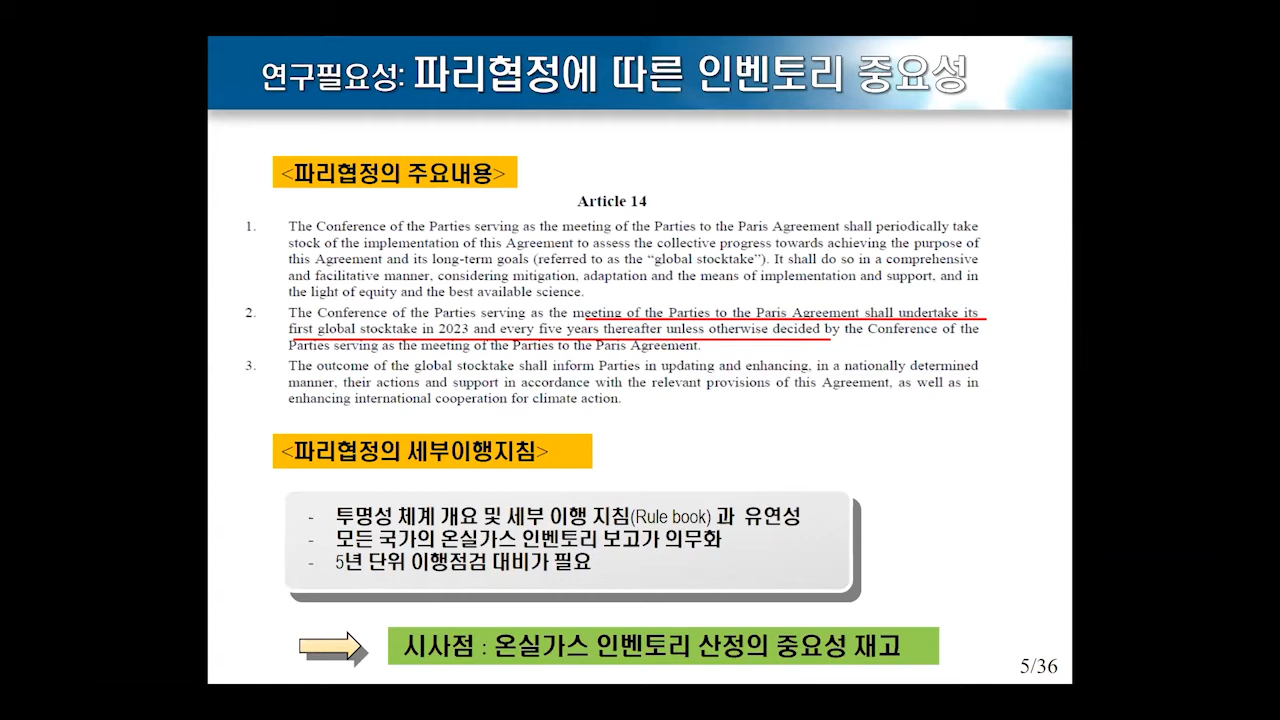 연구필요성: 파리협정에 따른 인벤토리 중요성
<파리협정의 주요내용>
Article 14
1. The Conference of the Parties serving as the meeting of the Parties to the Paris Agreement shall periodically take
stock of the implementation of this Agreement to assess the collective progress towards achieving the purpose of
this Agreement and its long-term goals (referred to as the “global stocktake”). It shall do so in a comprehensive
and facilitative manner, considering mitigation, adaptation and the means of implementation and support, and in
the light of equity and the best available science.
2. The Conference of the Parties serving as the meeting of the Parties to the Paris Agreement shall undertake its
first global stocktake in 2023 and every five years thereafter unless otherwise decided by the Conference of the
Parties serving as the meeting of the Parties to the Paris Agreement.
3. The outcome of the global stocktake shall inform Parties in updating and enhancing, in a nationally determined
manner, their actions and support in accordance with the relevant provisions of this Agreement, as well as in
enhancing international cooperation for climate action.
<파리협정의 세부이행지침>
- 투명성 체계 개요 및 세부 이행 지침(Rule book) 과 유연성
- 모든 국가의 온실가스 인벤토리 보고가 의무화
- 5년 단위 이행점검 대비가 필요
시사점 : 온실가스 인벤토리 산정의 중요성 재고
5/36